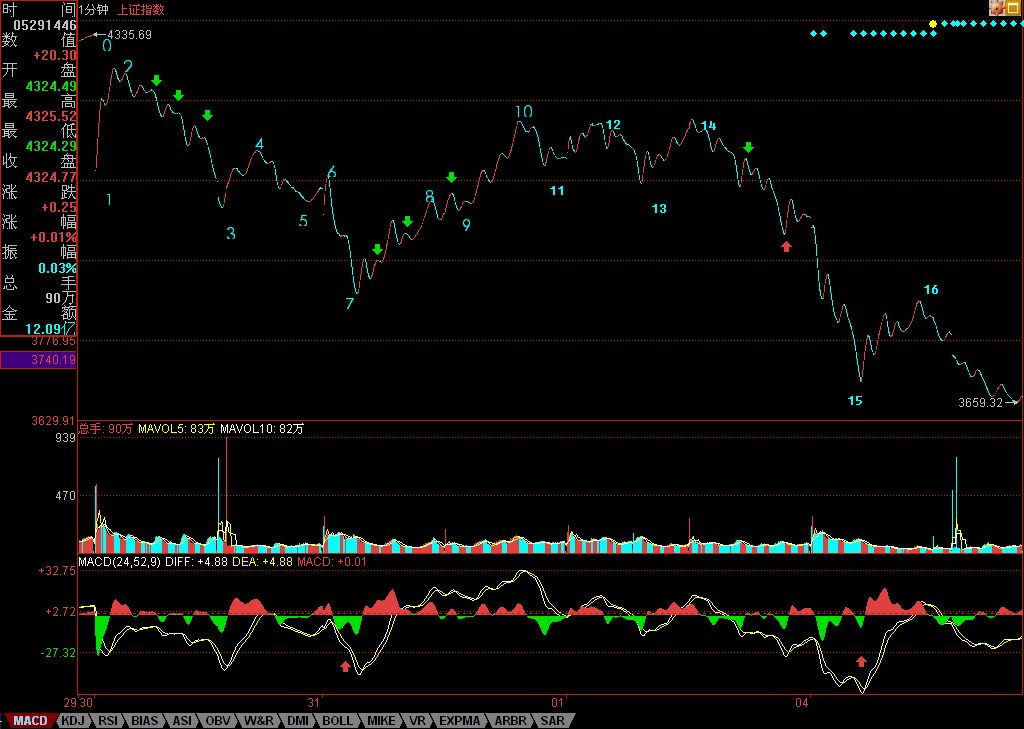 时 间
05291446
数 值
+20.30
开 盘
4324.49
最 高
4325.52
最 低
4324.29
收 盘
4324.77
涨 跌
+0.25
涨 幅
+0.01%
振 幅
0.03%
总 手
90万
金 额
12.09亿
3776.95
3740.19
3629.91
1分钟 上证指数
4335.69
0
2
1
3
4
5
6
7
8
9
10
11
12
13
14
15
16
3659.32
总手: 90万 MAVOL5: 83万 MAVOL10: 82万
939
470
MACD(24,52,9) DIFF: +4.88 DEA: +4.88 MACD: +0.01
+32.75
+2.72
-27.32
29 30 31 01 04
MACD KDJ RSI BIAS ASI OBV W&R DMI BOLL MIKE VR EXPMA ARBR SAR